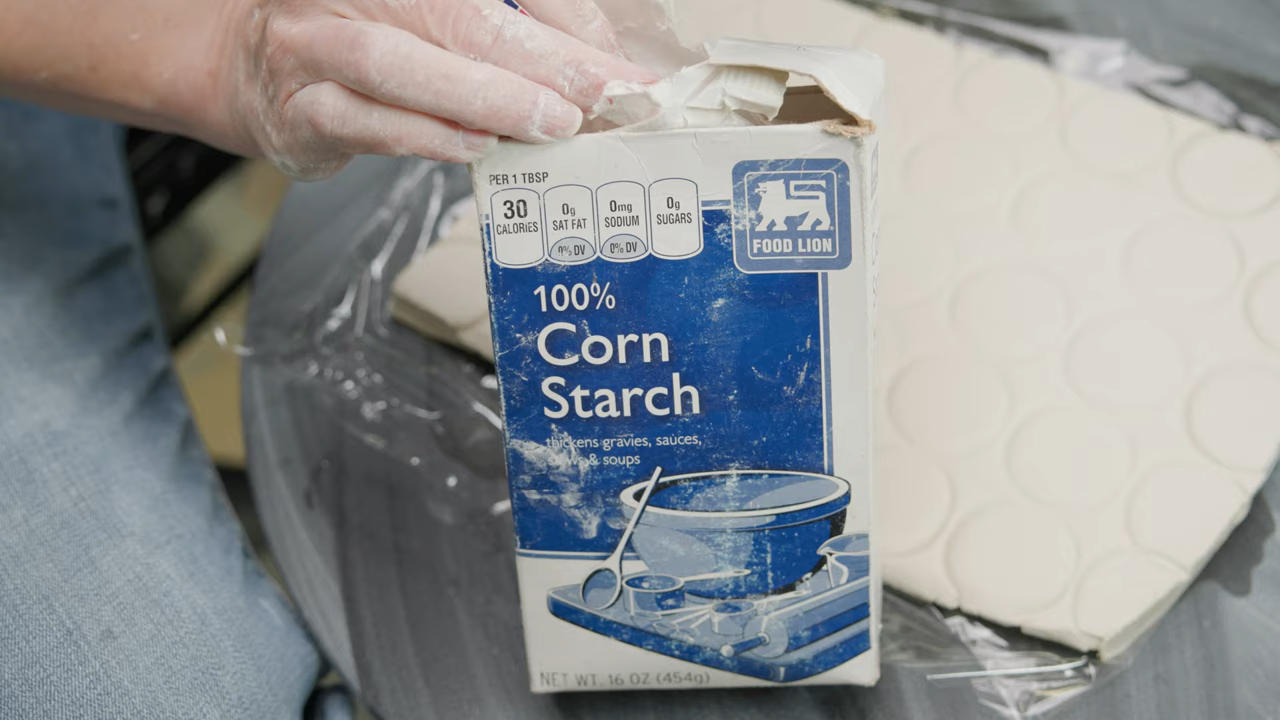 PER 1 TBSP
30
CALORIES
0g
SAT FAT
0% DV
0mg
SODIUM
0% DV
0g
SUGARS
FOOD LION
100%
Corn
Starch
thickens gravies, sauces,
& soups
NET WT. 16 OZ (454g)